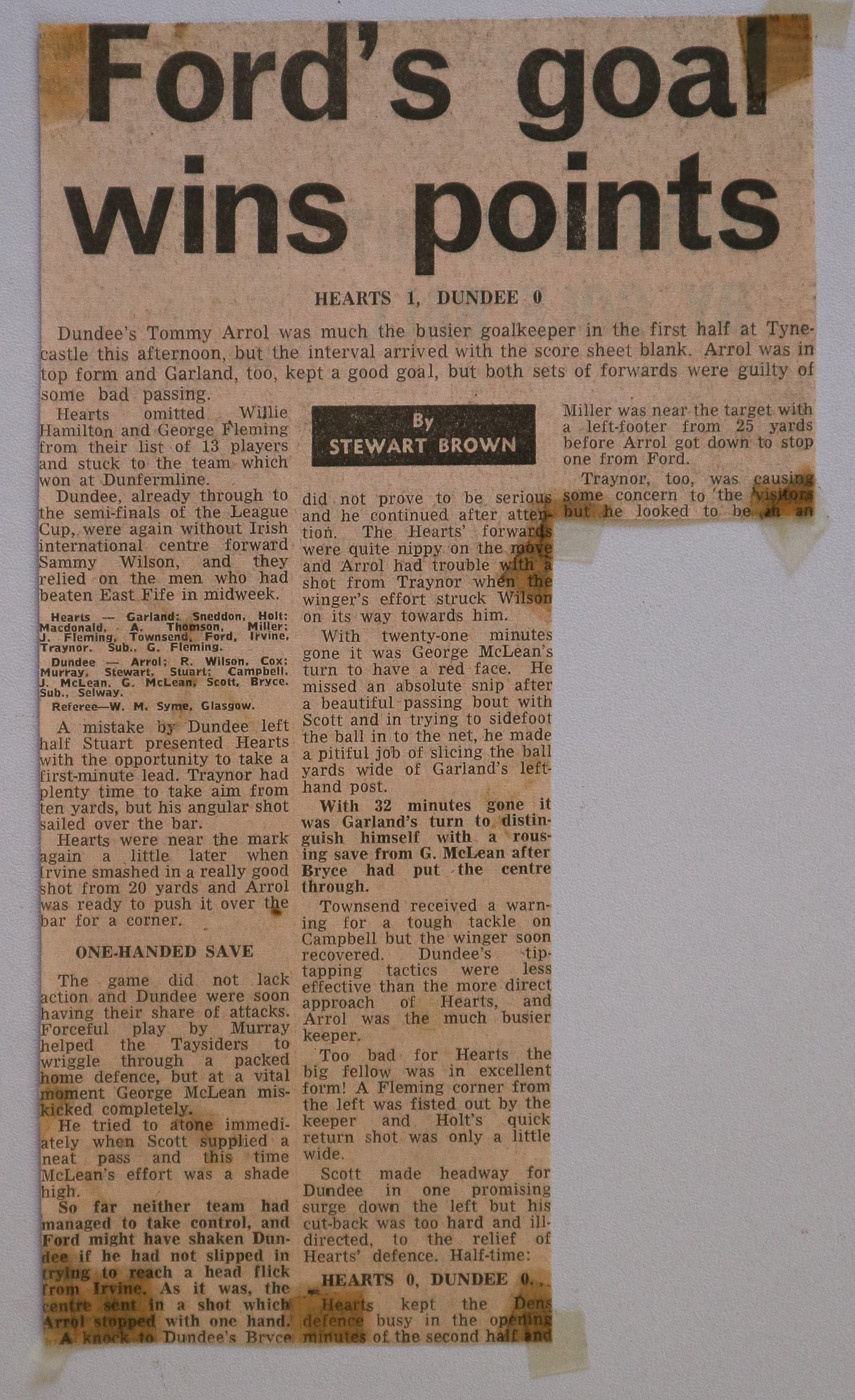 Ford's goal
wins points
HEARTS 1, DUNDEE 0
Dundee's Tommy Arrol was much the busier goalkeeper in the first half at Tyne-
castle this afternoon, but the interval arrived with the score sheet blank. Arrol was in
top form and Garland, too, kept a good goal, but both sets of forwards were guilty of
some bad passing.
Hearts omitted Willie
Hamilton and George Fleming
from their list of 13 players
and stuck to the team which
won at Dunfermline.
Dundee, already through to
the semi-finals of the League
Cup, were again without Irish
international centre forward
Sammy Wilson, and they
relied on the men who had
beaten East Fife in midweek.
Hearts — Garland; Sneddon, Holt;
Macdonald, A. Thomson, Miller;
J. Fleming, Townsend, Ford, Irvine,
Traynor. Sub., G. Fleming.
Dundee — Arrol; R. Wilson, Cox;
Murray, Stewart, Stuart; Campbell,
J. McLean, G. McLean, Scott, Bryce.
Sub., Selway.
Referee—W. M. Syme, Glasgow.
A mistake by Dundee left
half Stuart presented Hearts
with the opportunity to take a
first-minute lead. Traynor had
plenty time to take aim from
ten yards, but his angular shot
sailed over the bar.
Hearts were near the mark
again a little later when
Irvine smashed in a really good
shot from 20 yards and Arrol
was ready to push it over the
bar for a corner.
ONE-HANDED SAVE
The game did not lack
action and Dundee were soon
having their share of attacks.
Forceful play by Murray
helped the Taysiders to
wriggle through a packed
home defence, but at a vital
moment George McLean mis-
kicked completely.
He tried to atone immedi-
ately when Scott supplied a
neat pass and this time
McLean's effort was a shade
high.
So far neither team had
managed to take control, and
Ford might have shaken Dun-
dee if he had not slipped in
trying to reach a head flick
from Irvine. As it was, the
centre sent in a shot which
Arrol stopped with one hand.
A knock to Dundee's Bryce
By
STEWART BROWN
did not prove to be serious
and he continued after atten-
tion. The Hearts' forwards
were quite nippy on the move
and Arrol had trouble with a
shot from Traynor when the
winger's effort struck Wilson
on its way towards him.
With twenty-one minutes
gone it was George McLean's
turn to have a red face. He
missed an absolute snip after
a beautiful passing bout with
Scott and in trying to sidefoot
the ball in to the net, he made
a pitiful job of slicing the ball
yards wide of Garland's left-
hand post.
With 32 minutes gone it
was Garland's turn to distin-
guish himself with a rous-
ing save from G. McLean after
Bryce had put the centre
through.
Townsend received a warn-
ing for a tough tackle on
Campbell but the winger soon
recovered. Dundee's tip-
tapping tactics were less
effective than the more direct
approach of Hearts, and
Arrol was the much busier
keeper.
Too bad for Hearts the
big fellow was in excellent
form! A Fleming corner from
the left was fisted out by the
keeper and Holt's quick
return shot was only a little
wide.
Scott made headway for
Dundee in one promising
surge down the left but his
cut-back was too hard and ill-
directed, to the relief of
Hearts' defence. Half-time:
HEARTS 0, DUNDEE 0.
Hearts kept the Dens
defence busy in the opening
minutes of the second half and
Miller was near the target with
a left-footer from 25 yards
before Arrol got down to stop
one from Ford.
Traynor, too, was causing
some concern to the visitors
but he looked to be in an